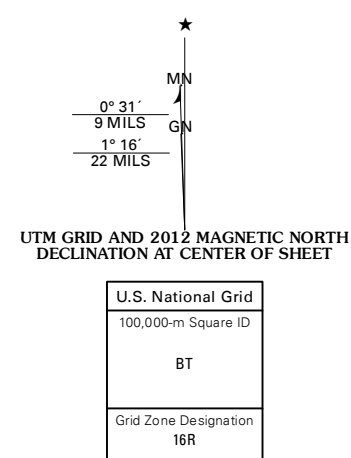 MN
0° 31´
9 MILS
GN
1° 16´
22 MILS
UTM GRID AND 2012 MAGNETIC NORTH
DECLINATION AT CENTER OF SHEET
U.S. National Grid
100,000-m Square ID
BT
Grid Zone Designation
16R